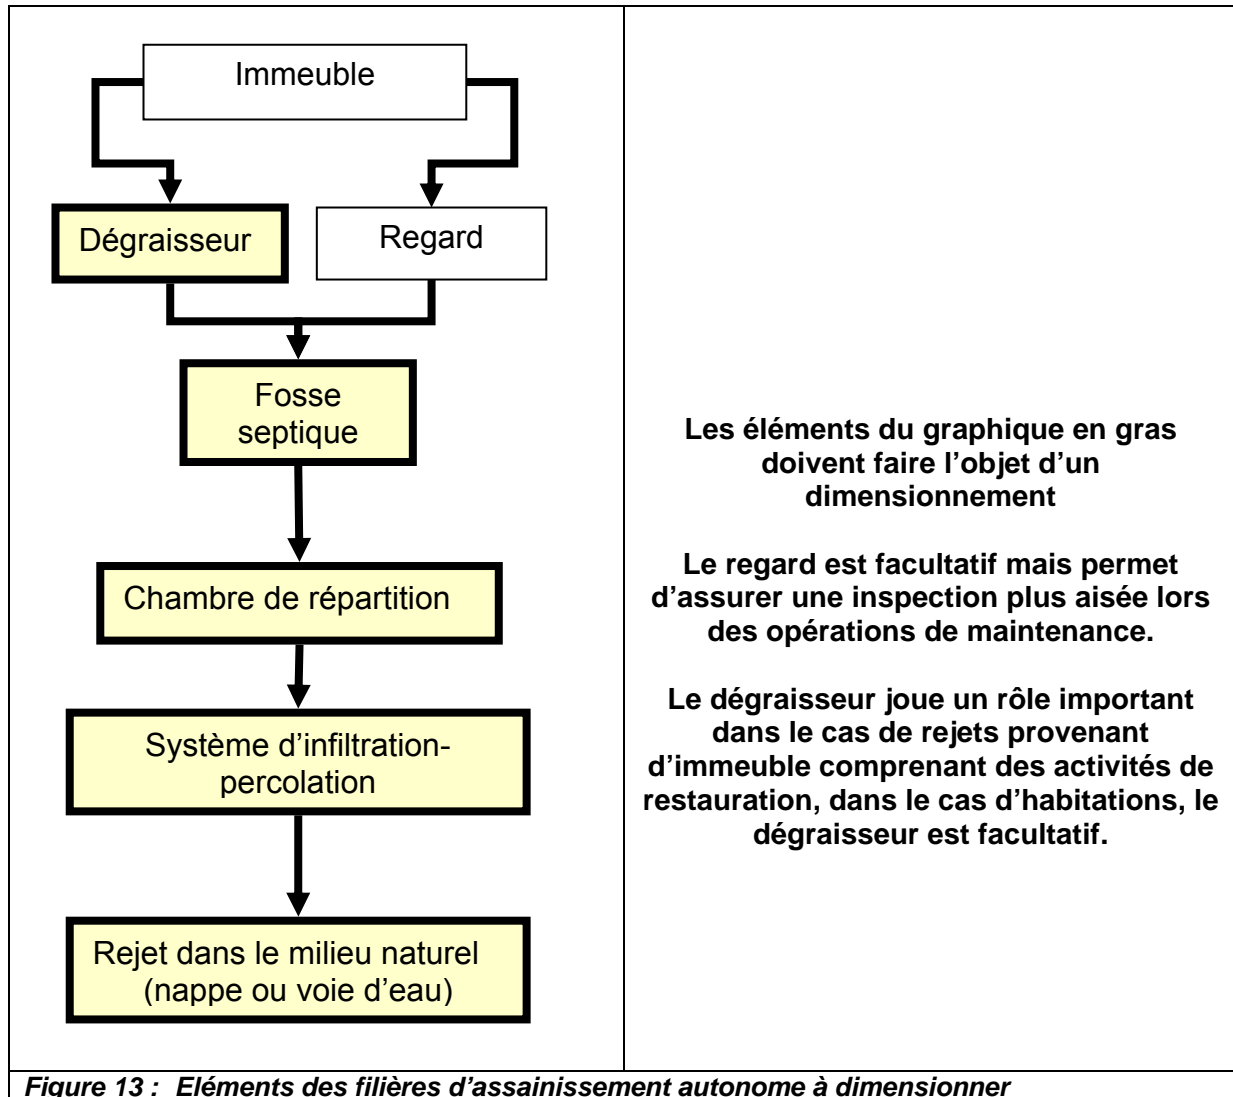 Immeuble
Dégraisseur
Regard
Fosse
septique
Chambre de répartition
Système d’infiltration-
percolation
Rejet dans le milieu naturel
(nappe ou voie d’eau)
Les éléments du graphique en gras
doivent faire l’objet d’un
dimensionnement
Le regard est facultatif mais permet
d’assurer une inspection plus aisée lors
des opérations de maintenance.
Le dégraisseur joue un rôle important
dans le cas de rejets provenant
d’immeuble comprenant des activités de
restauration, dans le cas d’habitations, le
dégraisseur est facultatif.
Figure 13 : Eléments des filières d’assainissement autonome à dimensionner